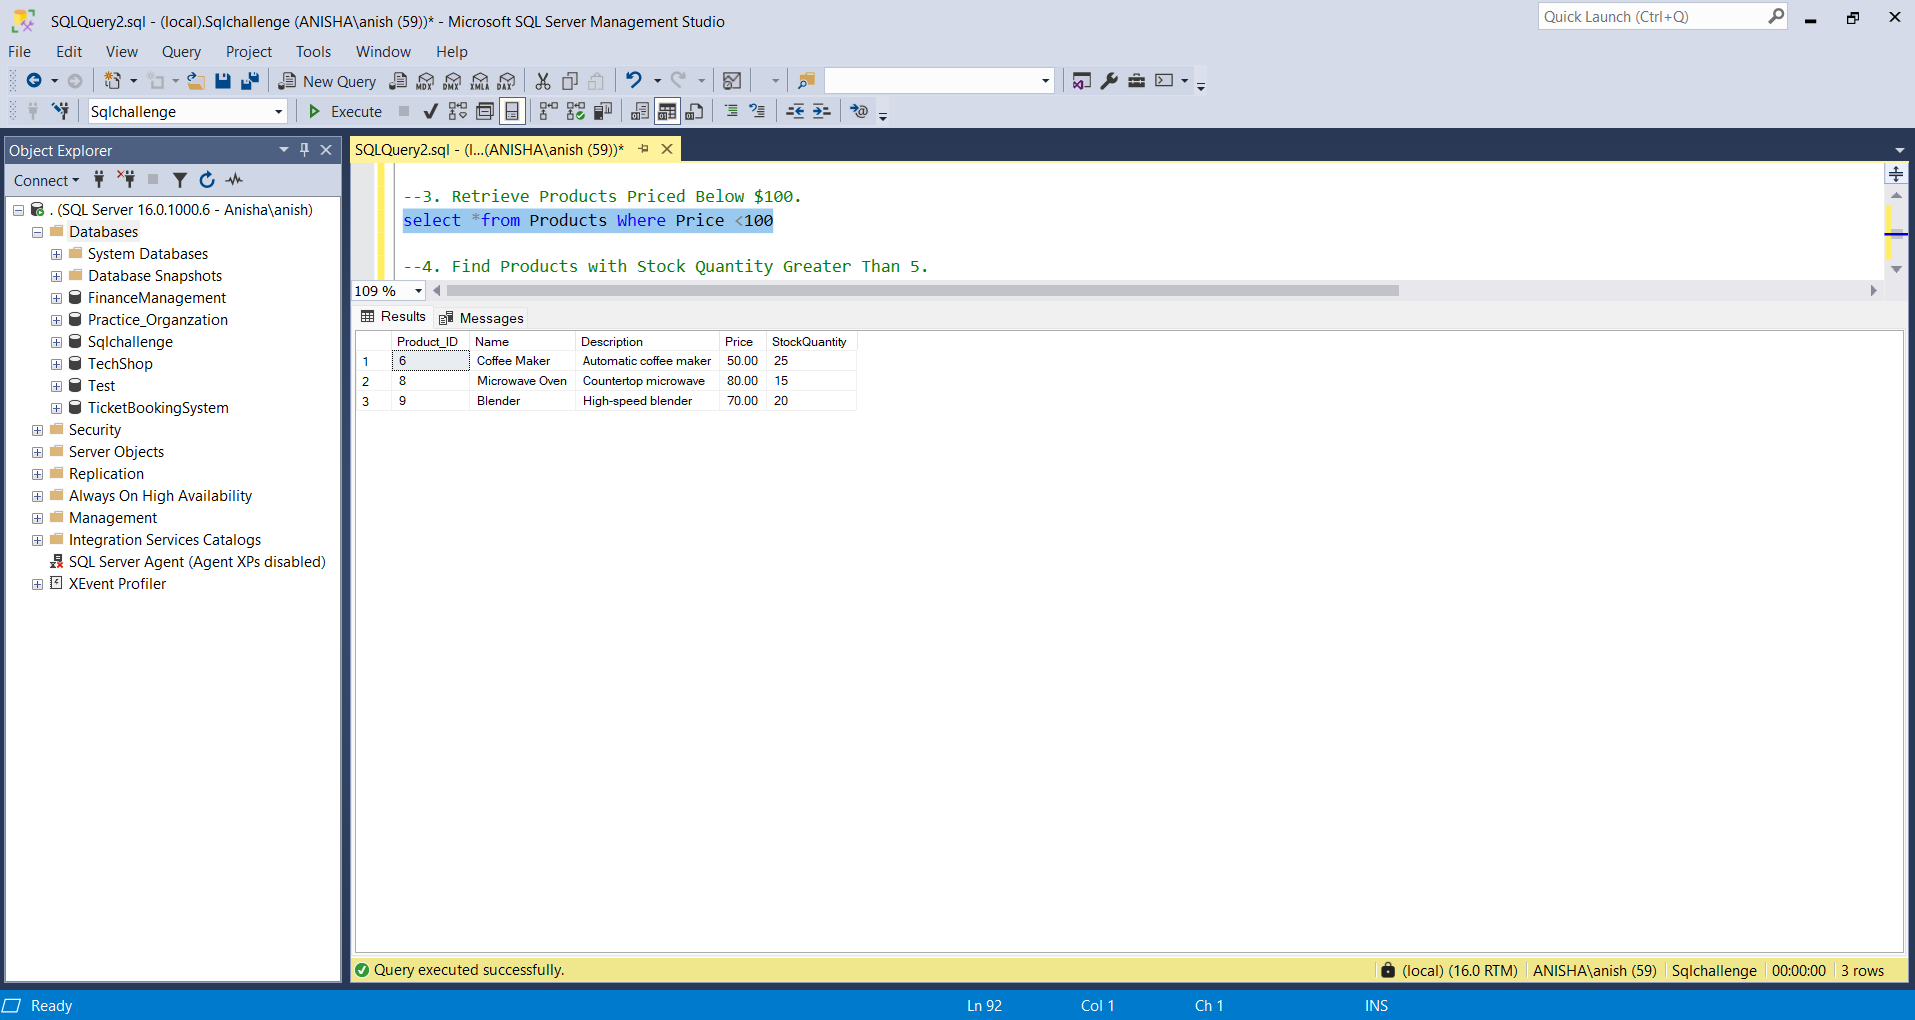 SQLQuery2.sql - (local).Sqlchallenge (ANISHA\anish (59))* - Microsoft SQL Server Management Studio
Quick Launch (Ctrl+Q)
File Edit View Query Project Tools Window Help
New Query MDX DMX XMLA DAX
Sqlchallenge Execute
Object Explorer
Connect
. (SQL Server 16.0.1000.6 - Anisha\anish)
Databases
System Databases
Database Snapshots
FinanceManagement
Practice_Organzation
Sqlchallenge
TechShop
Test
TicketBookingSystem
Security
Server Objects
Replication
Always On High Availability
Management
Integration Services Catalogs
SQL Server Agent (Agent XPs disabled)
XEvent Profiler
SQLQuery2.sql - (l...(ANISHA\anish (59))*
--3. Retrieve Products Priced Below $100.
select *from Products Where Price <100
--4. Find Products with Stock Quantity Greater Than 5.
109 %
Results Messages
Product_ID Name Description Price StockQuantity
1 6 Coffee Maker Automatic coffee maker 50.00 25
2 8 Microwave Oven Countertop microwave 80.00 15
3 9 Blender High-speed blender 70.00 20
Query executed successfully. (local) (16.0 RTM) ANISHA\anish (59) Sqlchallenge 00:00:00 3 rows
Ready Ln 92 Col 1 Ch 1 INS